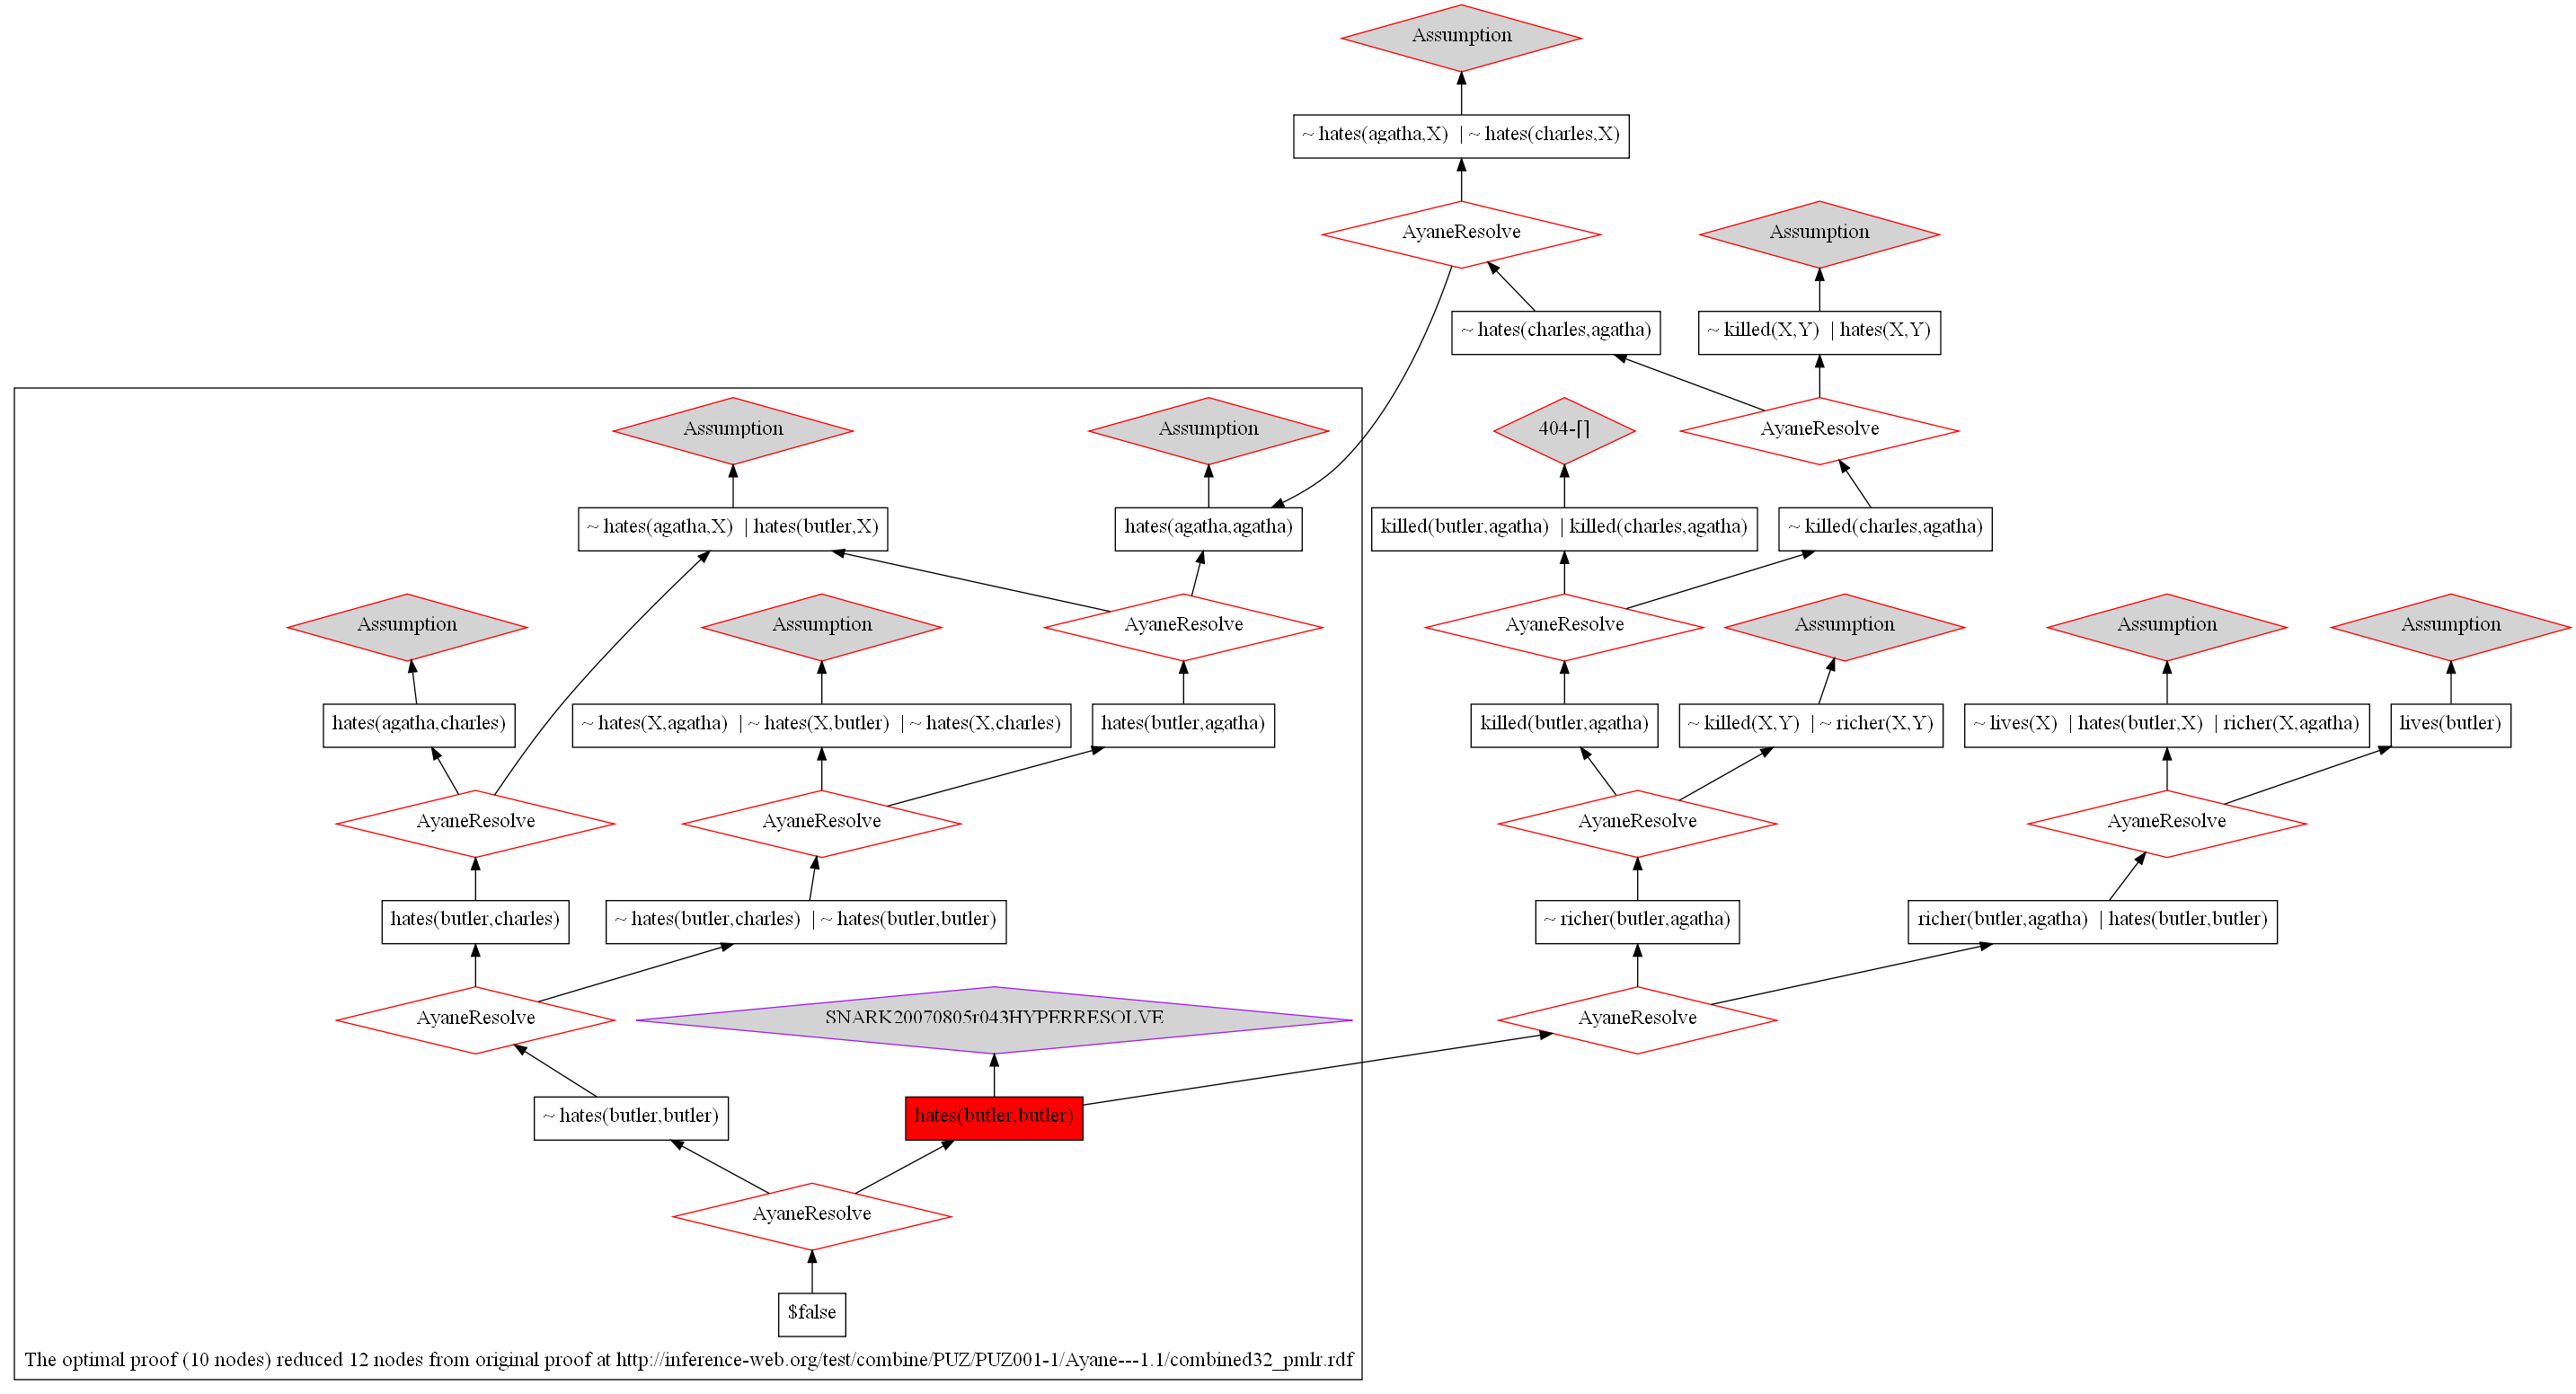 Assumption
~ hates(agatha,X) | ~ hates(charles,X)
AyaneResolve
Assumption
~ hates(charles,agatha)
~ killed(X,Y) | hates(X,Y)
Assumption
Assumption
404-[]
AyaneResolve
~ hates(agatha,X) | hates(butler,X)
hates(agatha,agatha)
killed(butler,agatha) | killed(charles,agatha)
~ killed(charles,agatha)
Assumption
Assumption
AyaneResolve
AyaneResolve
Assumption
Assumption
Assumption
hates(agatha,charles)
~ hates(X,agatha) | ~ hates(X,butler) | ~ hates(X,charles)
hates(butler,agatha)
killed(butler,agatha)
~ killed(X,Y) | ~ richer(X,Y)
~ lives(X) | hates(butler,X) | richer(X,agatha)
lives(butler)
AyaneResolve
AyaneResolve
AyaneResolve
AyaneResolve
hates(butler,charles)
~ hates(butler,charles) | ~ hates(butler,butler)
~ richer(butler,agatha)
richer(butler,agatha) | hates(butler,butler)
AyaneResolve
SNARK20070805r043HYPERRESOLVE
AyaneResolve
~ hates(butler,butler)
hates(butler,butler)
AyaneResolve
$false
The optimal proof (10 nodes) reduced 12 nodes from original proof at http://inference-web.org/test/combine/PUZ/PUZ001-1/Ayane---1.1/combined32_pmlr.rdf